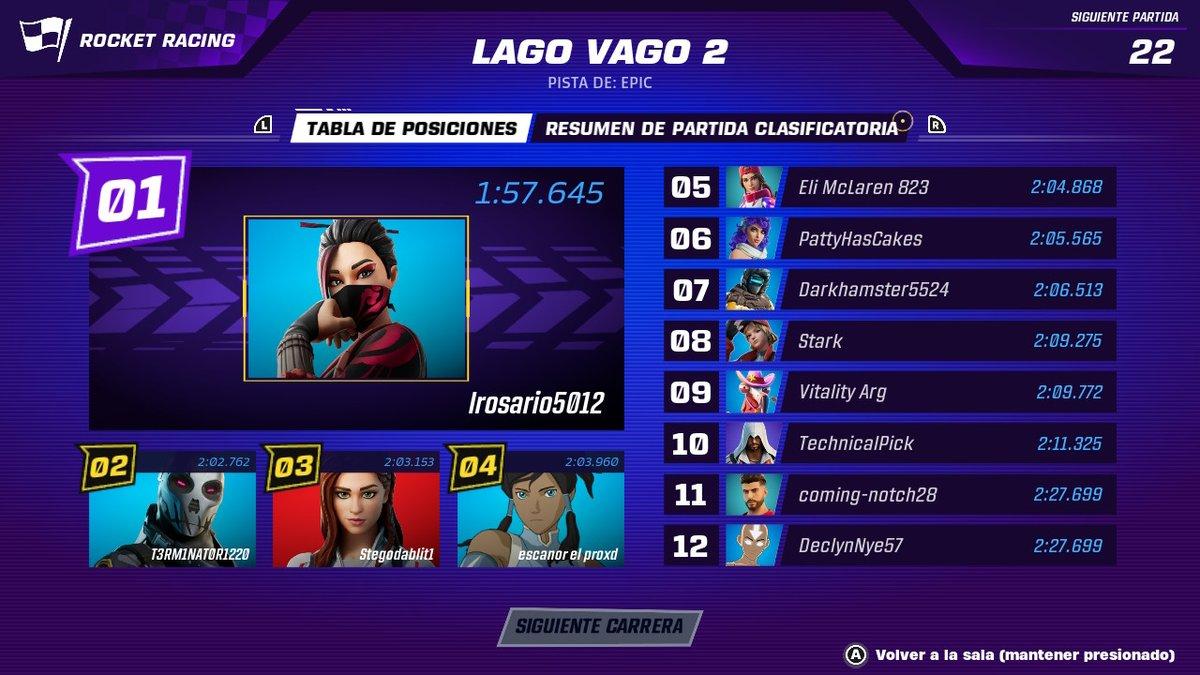 ROCKET RACING
LAGO VAGO 2
PISTA DE: EPIC
SIGUIENTE PARTIDA
22
L
TABLA DE POSICIONES
RESUMEN DE PARTIDA CLASIFICATORIA
R
01
1:57.645
lrosario5012
02
2:02.762
T3RM1NAT0R1220
03
2:03.153
Stegodablit1
04
2:03.960
escanor el proxd
05 Eli McLaren 823 2:04.868
06 PattyHasCakes 2:05.565
07 Darkhamster5524 2:06.513
08 Stark 2:09.275
09 Vitality Arg 2:09.772
10 TechnicalPick 2:11.325
11 coming-notch28 2:27.699
12 DeclynNye57 2:27.699
SIGUIENTE CARRERA
A Volver a la sala (mantener presionado)